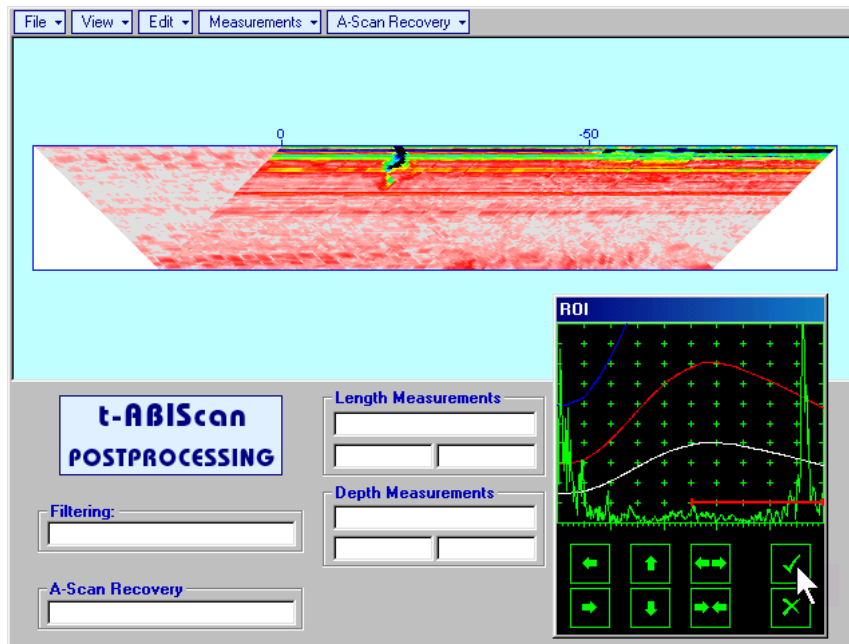 File View Edit Measurements A-Scan Recovery
0 -50
ROI
t-ABIScan
POSTPROCESSING
Length Measurements
Depth Measurements
Filtering:
A-Scan Recovery